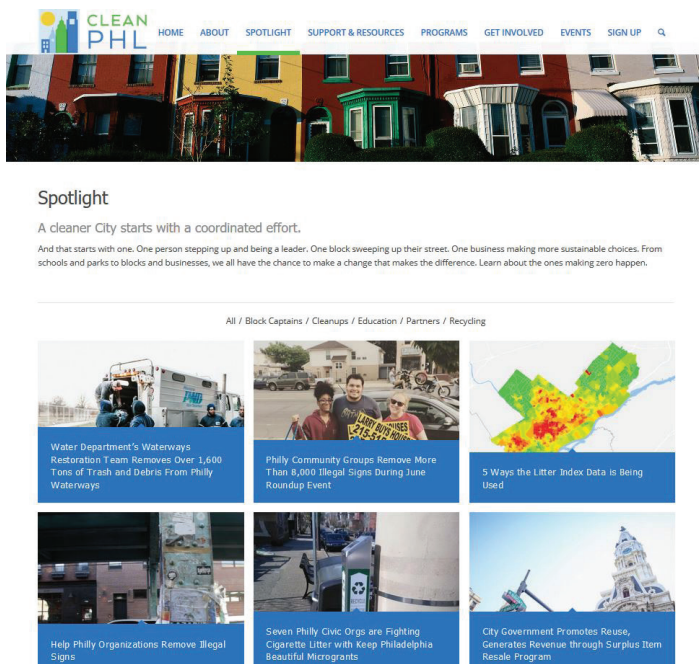 CLEAN
PHL
HOME ABOUT SPOTLIGHT SUPPORT & RESOURCES PROGRAMS GET INVOLVED EVENTS SIGN UP
Spotlight
A cleaner City starts with a coordinated effort.
And that starts with one. One person stepping up and being a leader. One block sweeping up their street. One business making more sustainable choices. From
schools and parks to blocks and businesses, we all have the chance to make a change that makes the difference. Learn about the ones making zero happen.
All / Block Captains / Cleanups / Education / Partners / Recycling
LARRY BUYS HOUSES
215-51
Water Department's Waterways
Restoration Team Removes Over 1,600
Tons of Trash and Debris From Philly
Waterways
Philly Community Groups Remove More
Than 8,000 Illegal Signs During June
Roundup Event
5 Ways the Litter Index Data is Being
Used
Help Philly Organizations Remove Illegal
Signs
Seven Philly Civic Orgs are Fighting
Cigarette Litter with Keep Philadelphia
Beautiful Microgrants
City Government Promotes Reuse,
Generates Revenue through Surplus Item
Resale Program